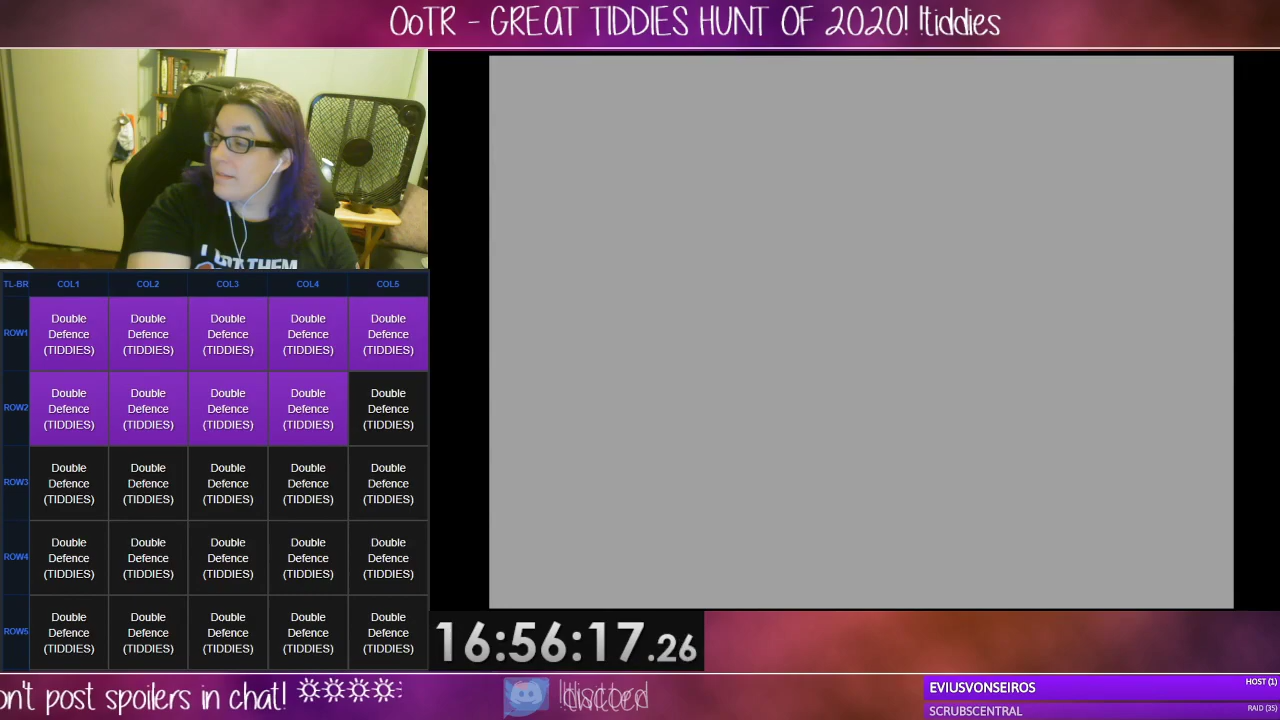 OoTR - GREAT TIDDIES HUNT OF 2020! !tiddies
TL-BR COL1 COL2 COL3 COL4 COL5
ROW1 Double Defence (TIDDIES) Double Defence (TIDDIES) Double Defence (TIDDIES) Double Defence (TIDDIES) Double Defence (TIDDIES)
ROW2 Double Defence (TIDDIES) Double Defence (TIDDIES) Double Defence (TIDDIES) Double Defence (TIDDIES) Double Defence (TIDDIES)
ROW3 Double Defence (TIDDIES) Double Defence (TIDDIES) Double Defence (TIDDIES) Double Defence (TIDDIES) Double Defence (TIDDIES)
ROW4 Double Defence (TIDDIES) Double Defence (TIDDIES) Double Defence (TIDDIES) Double Defence (TIDDIES) Double Defence (TIDDIES)
ROW5 Double Defence (TIDDIES) Double Defence (TIDDIES) Double Defence (TIDDIES) Double Defence (TIDDIES) Double Defence (TIDDIES)
16:56:17.26
on't post spoilers in chat!
EVIUSVONSEIROS HOST (1)
SCRUBSCENTRAL RAID (35)